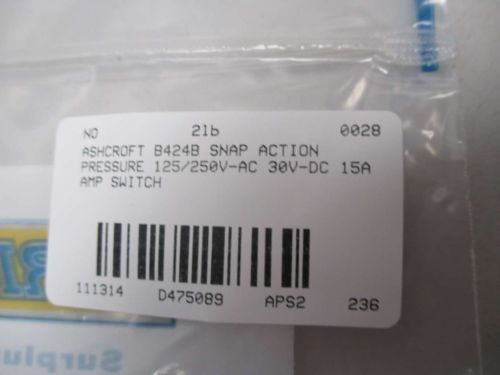 NO 21b 0028
ASHCROFT B424B SNAP ACTION
PRESSURE 125/250V-AC 30V-DC 15A
AMP SWITCH
111314 D475089 APS2 236
Surplu